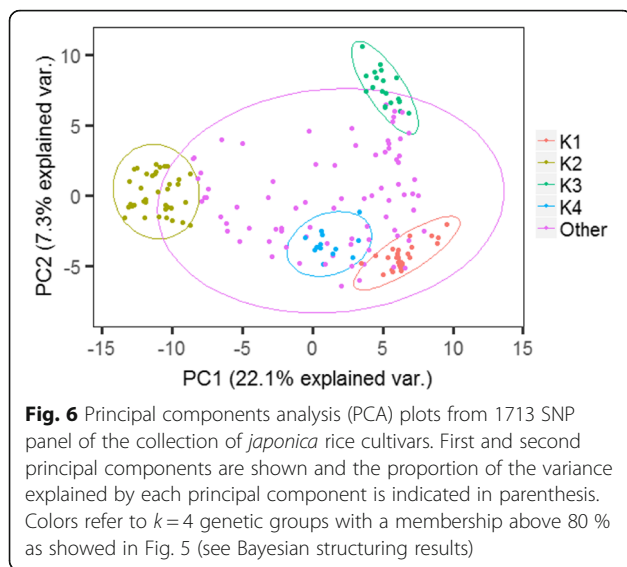 10
5
0
-5
PC2 (7.3% explained var.)
-15
-10
-5
0
5
10
15
PC1 (22.1% explained var.)
K1
K2
K3
K4
Other
Fig. 6 Principal components analysis (PCA) plots from 1713 SNP
panel of the collection of japonica rice cultivars. First and second
principal components are shown and the proportion of the variance
explained by each principal component is indicated in parenthesis.
Colors refer to k = 4 genetic groups with a membership above 80 %
as showed in Fig. 5 (see Bayesian structuring results)